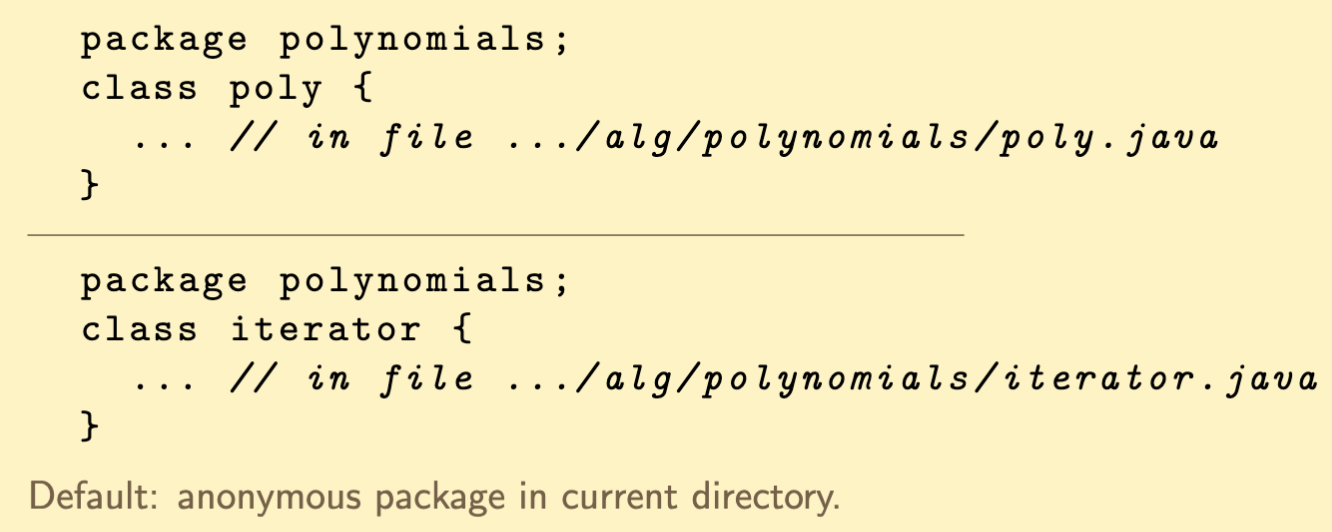 package polynomials;
class poly {
... // in file .../alg/polynomials/poly.java
}
package polynomials;
class iterator {
... // in file .../alg/polynomials/iterator.java
}
Default: anonymous package in current directory.